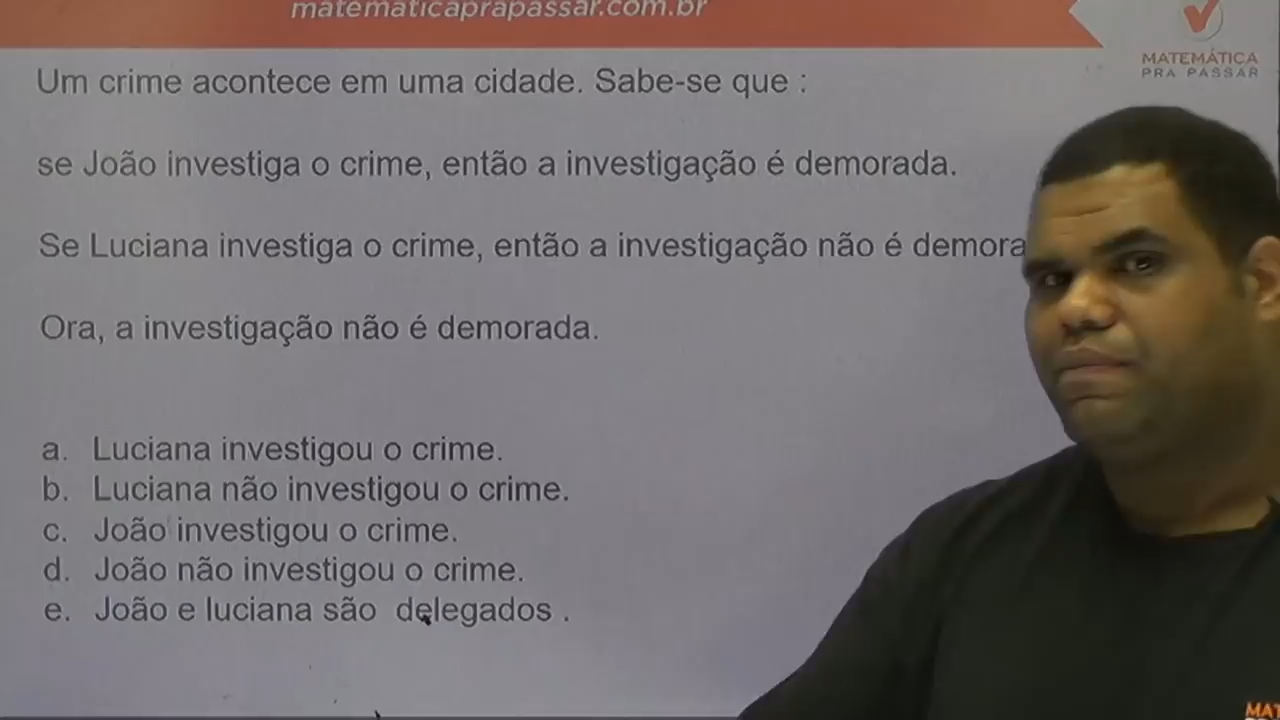 matematicaprapassar.com.br
MATEMÁTICA
PRA PASSAR
Um crime acontece em uma cidade. Sabe-se que :
se João investiga o crime, então a investigação é demorada.
Se Luciana investiga o crime, então a investigação não é demora
Ora, a investigação não é demorada.
a. Luciana investigou o crime.
b. Luciana não investigou o crime.
c. João investigou o crime.
d. João não investigou o crime.
e. João e luciana são delegados .
MAT